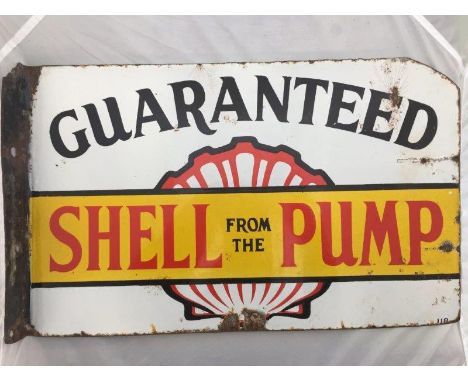 GUARANTEED
SHELL FROM THE PUMP